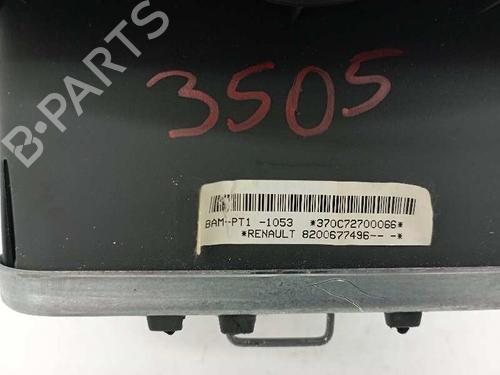 3505
BAM--PT1 -1053 *370C72700066*
*RENAULT 8200677496-- -*
B-PARTS